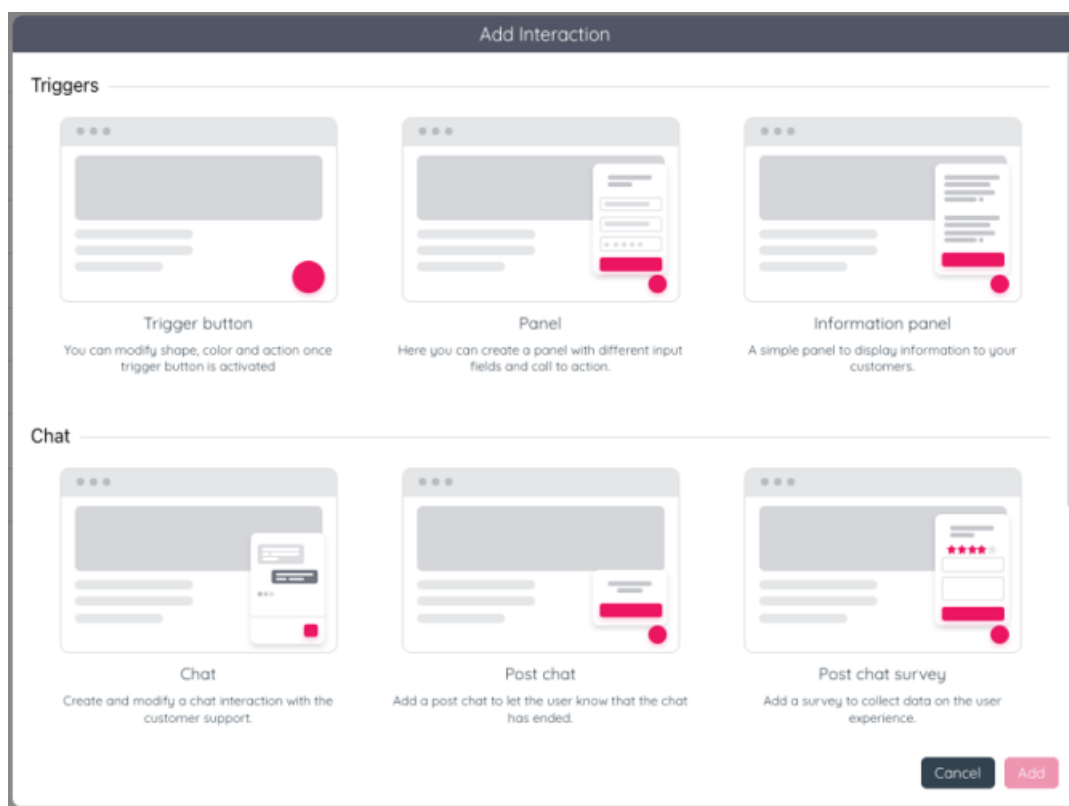 Add Interaction
Triggers
Trigger button
You can modify shape, color and action once
trigger button is activated
Panel
Here you can create a panel with different input
fields and call to action.
Information panel
A simple panel to display information to your
customers.
Chat
Chat
Create and modify a chat interaction with the
customer support.
Post chat
Add a post chat to let the user know that the chat
has ended.
Post chat survey
Add a survey to collect data on the user
experience.
Cancel
Add